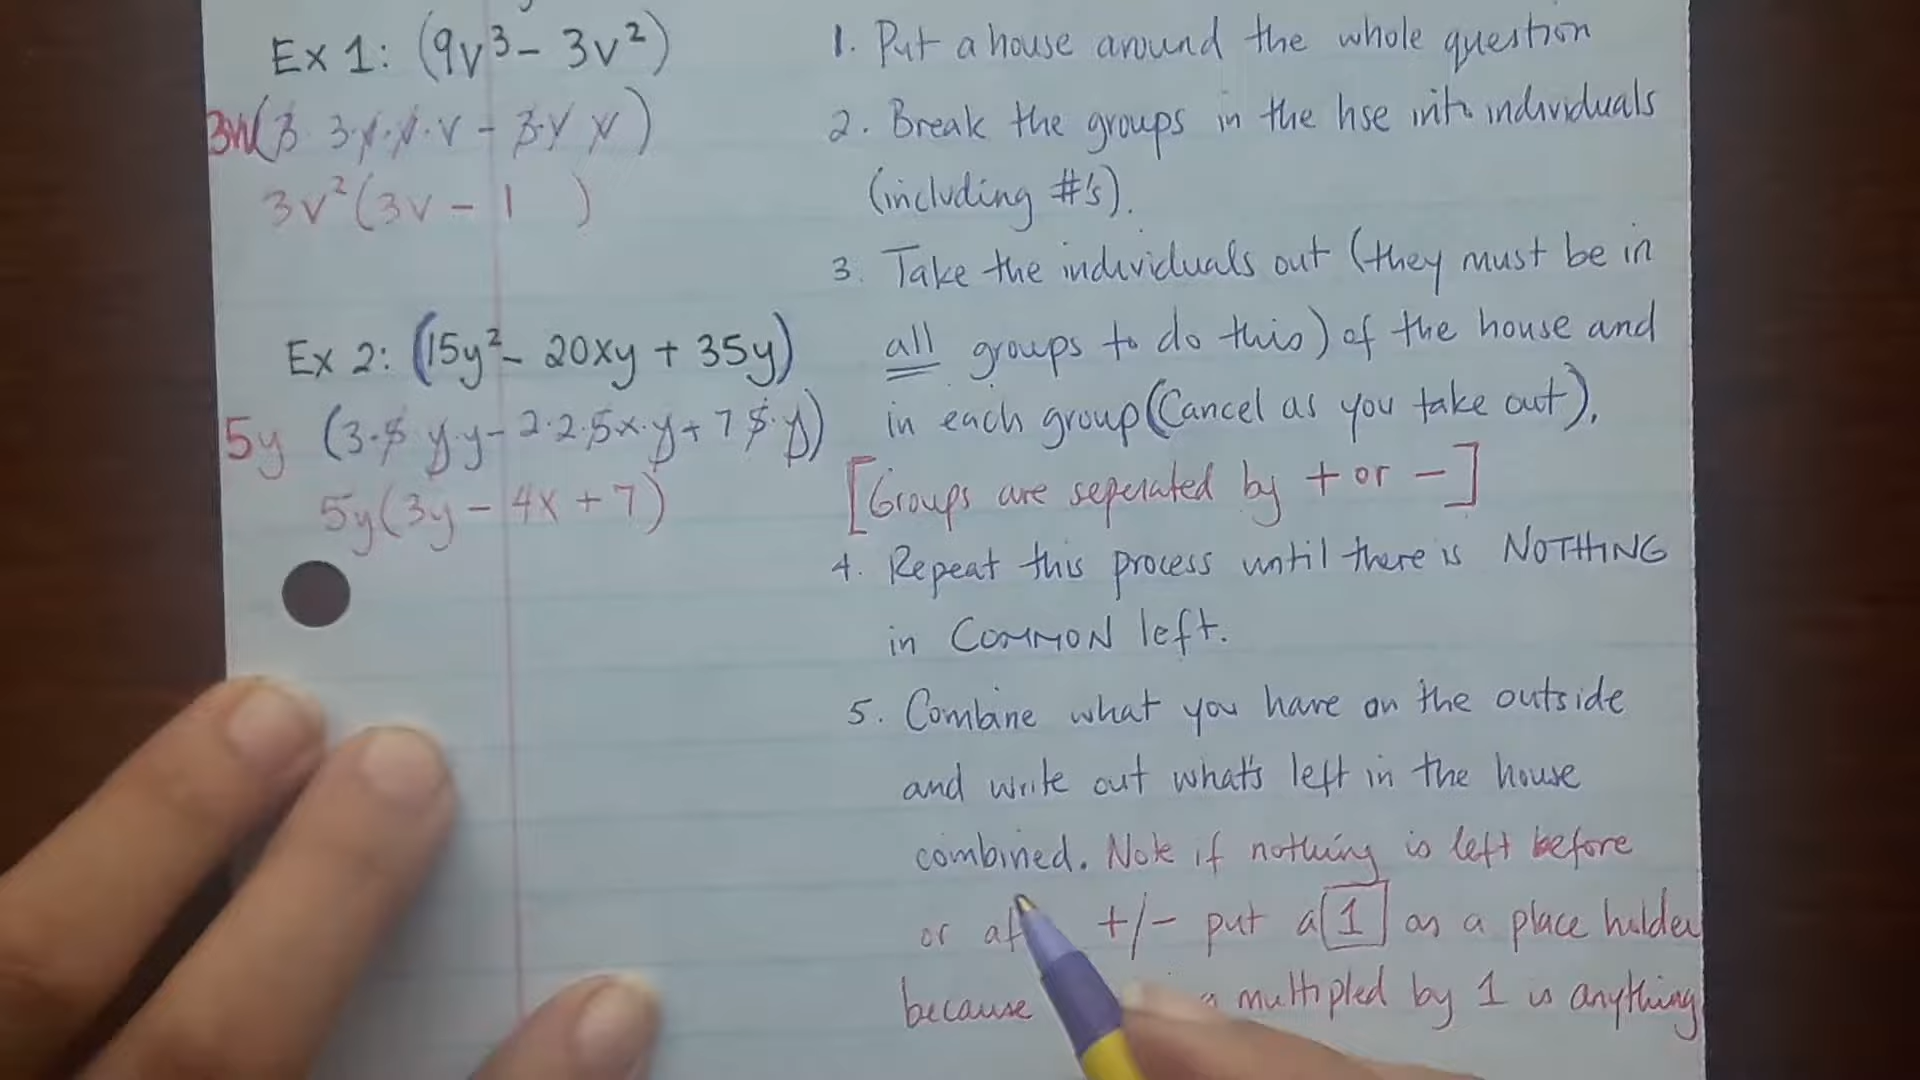 Ex 1: (9v³ - 3v²)
3v(3·3·v·v·v - 3·v v)
3v²(3v - 1 )
Ex 2: (15y² - 20xy + 35y)
5y (3·5 y·y - 2·2·5x·y + 7 5·y)
5y(3y - 4x + 7)
1. Put a house around the whole question
2. Break the groups in the hse into individuals
(including #'s).
3. Take the individuals out (they must be in
all groups to do this) of the house and
in each group (Cancel as you take out).
[Groups are seperated by + or -]
4. Repeat this process until there is NOTHING
in COMMON left.
5. Combine what you have on the outside
and write out what's left in the house
combined. Note if nothing is left before
or +/- put a 1 as a place holder
because multipled by 1 is anything